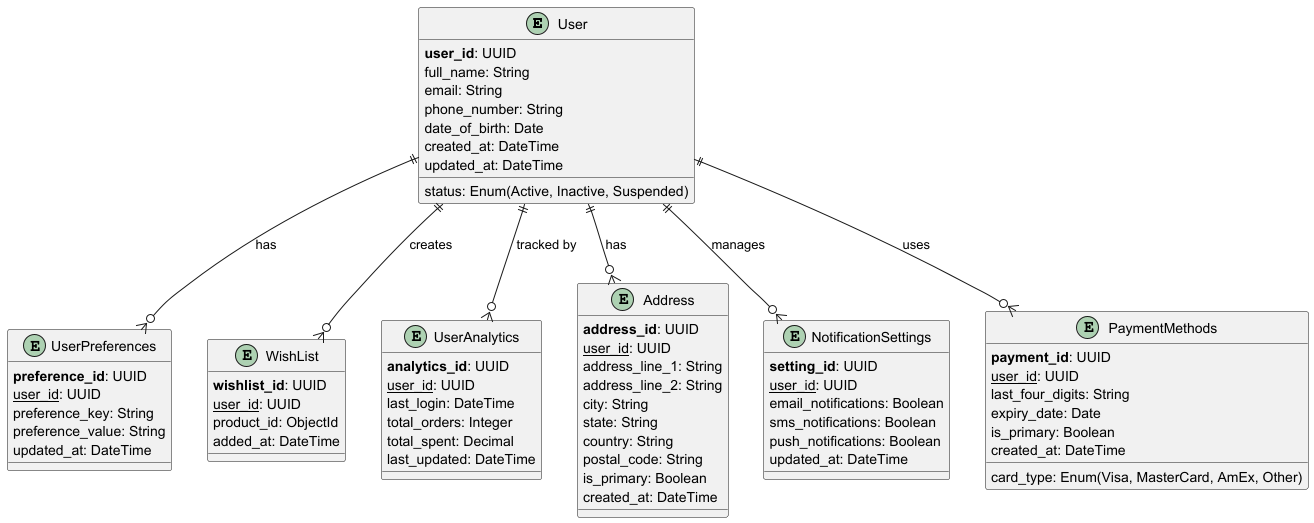 E User
user_id: UUID
full_name: String
email: String
phone_number: String
date_of_birth: Date
created_at: DateTime
updated_at: DateTime
status: Enum(Active, Inactive, Suspended)
has
creates
tracked by
has
manages
uses
E UserPreferences
preference_id: UUID
user_id: UUID
preference_key: String
preference_value: String
updated_at: DateTime
E WishList
wishlist_id: UUID
user_id: UUID
product_id: ObjectId
added_at: DateTime
E UserAnalytics
analytics_id: UUID
user_id: UUID
last_login: DateTime
total_orders: Integer
total_spent: Decimal
last_updated: DateTime
E Address
address_id: UUID
user_id: UUID
address_line_1: String
address_line_2: String
city: String
state: String
country: String
postal_code: String
is_primary: Boolean
created_at: DateTime
E NotificationSettings
setting_id: UUID
user_id: UUID
email_notifications: Boolean
sms_notifications: Boolean
push_notifications: Boolean
updated_at: DateTime
E PaymentMethods
payment_id: UUID
user_id: UUID
last_four_digits: String
expiry_date: Date
is_primary: Boolean
created_at: DateTime
card_type: Enum(Visa, MasterCard, AmEx, Other)